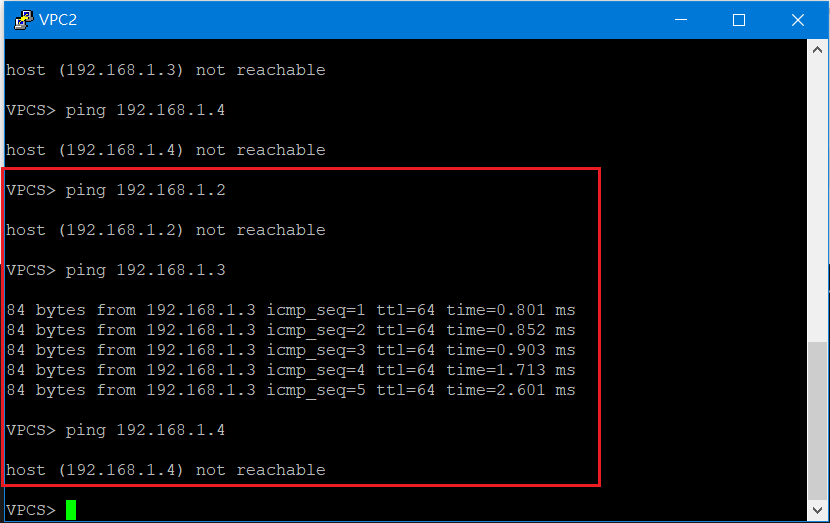 VPC2
host (192.168.1.3) not reachable
VPCS> ping 192.168.1.4
host (192.168.1.4) not reachable
VPCS> ping 192.168.1.2
host (192.168.1.2) not reachable
VPCS> ping 192.168.1.3
84 bytes from 192.168.1.3 icmp_seq=1 ttl=64 time=0.801 ms
84 bytes from 192.168.1.3 icmp_seq=2 ttl=64 time=0.852 ms
84 bytes from 192.168.1.3 icmp_seq=3 ttl=64 time=0.903 ms
84 bytes from 192.168.1.3 icmp_seq=4 ttl=64 time=1.713 ms
84 bytes from 192.168.1.3 icmp_seq=5 ttl=64 time=2.601 ms
VPCS> ping 192.168.1.4
host (192.168.1.4) not reachable
VPCS>